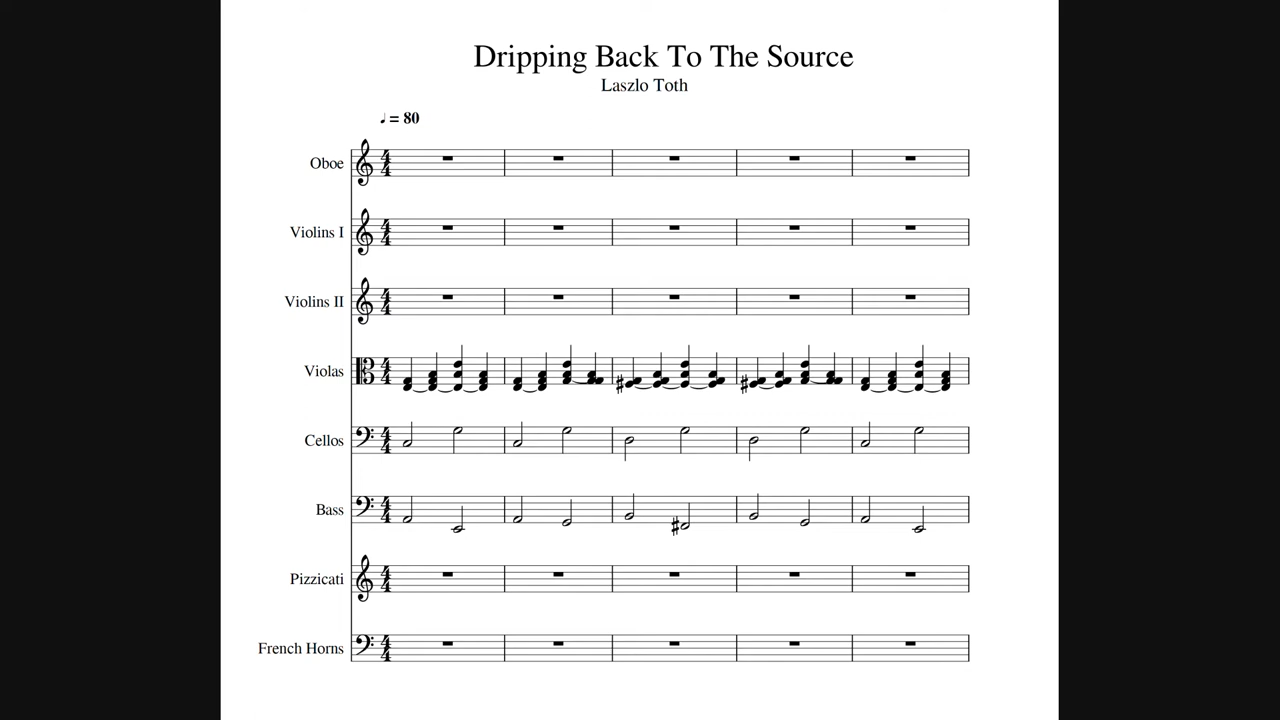 Dripping Back To The Source
Laszlo Toth
♩ = 80
Oboe
Violins I
Violins II
Violas
Cellos
Bass
Pizzicati
French Horns